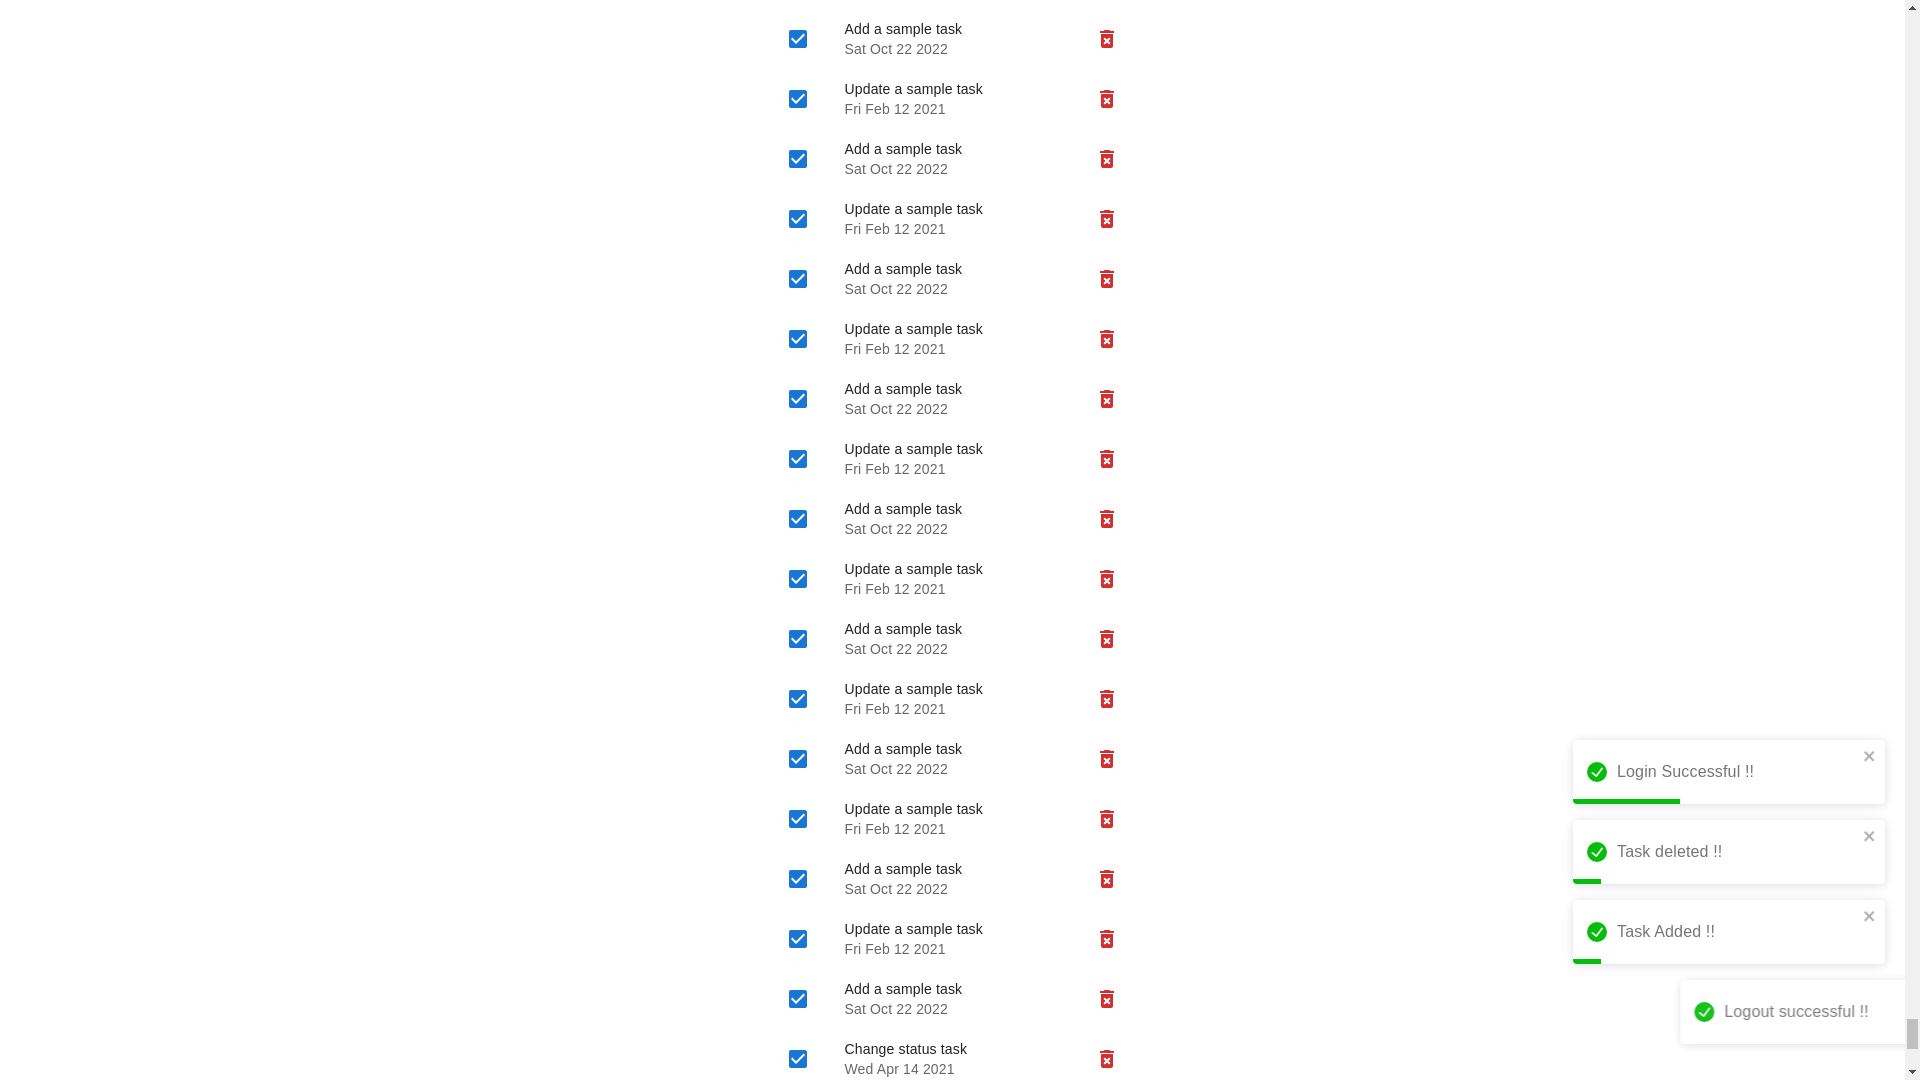 Add a sample task
Sat Oct 22 2022
Update a sample task
Fri Feb 12 2021
Add a sample task
Sat Oct 22 2022
Update a sample task
Fri Feb 12 2021
Add a sample task
Sat Oct 22 2022
Update a sample task
Fri Feb 12 2021
Add a sample task
Sat Oct 22 2022
Update a sample task
Fri Feb 12 2021
Add a sample task
Sat Oct 22 2022
Update a sample task
Fri Feb 12 2021
Add a sample task
Sat Oct 22 2022
Update a sample task
Fri Feb 12 2021
Add a sample task
Sat Oct 22 2022
Update a sample task
Fri Feb 12 2021
Add a sample task
Sat Oct 22 2022
Update a sample task
Fri Feb 12 2021
Add a sample task
Sat Oct 22 2022
Change status task
Wed Apr 14 2021
Login Successful !!
Task deleted !!
Task Added !!
Logout successful !!